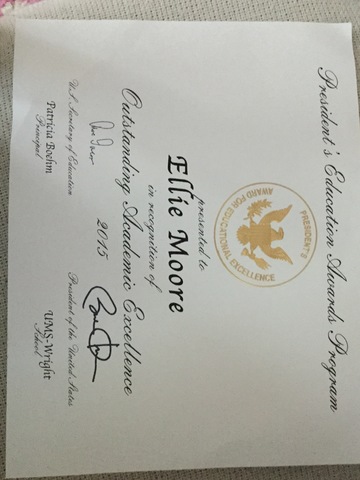 President's Education Awards Program
PRESIDENT'S
AWARD FOR EDUCATIONAL EXCELLENCE
presented to
Ellie Moore
in recognition of
Outstanding Academic Excellence
2015
U.S. Secretary of Education
President of the United States
Patricia Boehm
Principal
UMS-Wright
School